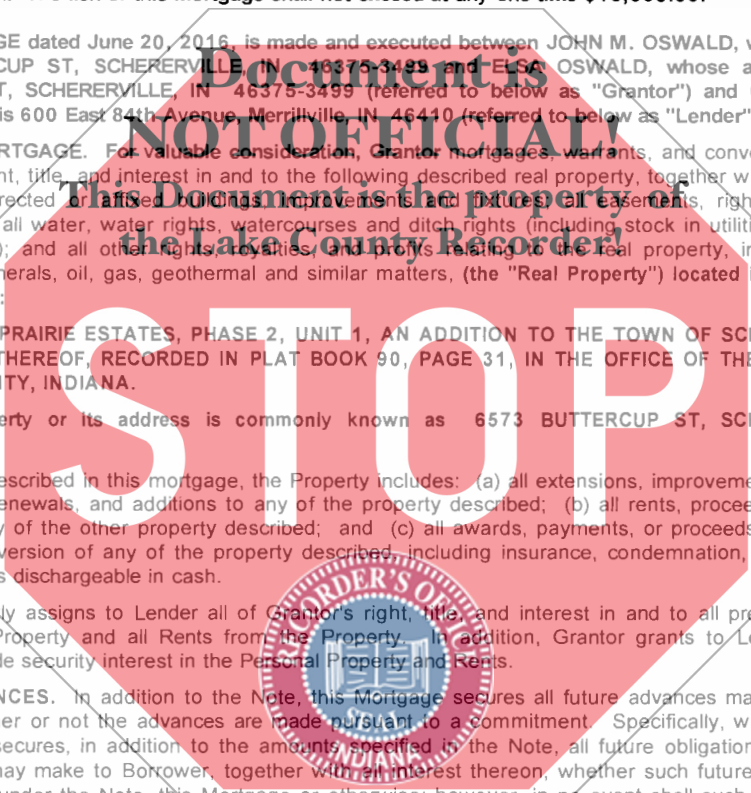 GE dated June 20, 2016, is made and executed between JOHN M. OSWALD,
CUP ST, SCHERERVILLE, IN 46375-3499 and ELSA OSWALD, whose
Document is
T, SCHERERVILLE, IN 46375-3499 (referred to below as "Grantor") and
is 600 East 84th Avenue, Merrillville, IN 46410 (referred to below as "Lender"
NOT OFFICIAL!
RTGAGE. For valuable consideration, Grantor mortgages, warrants, and conv
nt, title, and interest in and to the following described real property, together w
This Document is the property of
rected or affixed buildings, improvements and fixtures; all easements, righ
all water, water rights, watercourses and ditch rights (including stock in utiliti
the Lake County Recorder!
); and all other rights, royalties, and profits relating to the real property, i
nerals, oil, gas, geothermal and similar matters, (the "Real Property") located
:
PRAIRIE ESTATES, PHASE 2, UNIT 1, AN ADDITION TO THE TOWN OF SC
THEREOF, RECORDED IN PLAT BOOK 90, PAGE 31, IN THE OFFICE OF THE
TY, INDIANA.
erty or its address is commonly known as 6573 BUTTERCUP ST, SC
STOP
escribed in this mortgage, the Property includes: (a) all extensions, improveme
enewals, and additions to any of the property described; (b) all rents, procee
y of the other property described; and (c) all awards, payments, or proceeds
version of any of the property described, including insurance, condemnation,
s dischargeable in cash.
ly assigns to Lender all of Grantor's right, title, and interest in and to all pre
Property and all Rents from the Property. In addition, Grantor grants to L
de security interest in the Personal Property and Rents.
RECORDER'S OFFICE
NCES. In addition to the Note, this Mortgage secures all future advances ma
er or not the advances are made pursuant to a commitment. Specifically, w
secures, in addition to the amounts specified in the Note, all future obligation
INDIANA
may make to Borrower, together with all interest thereon, whether such future